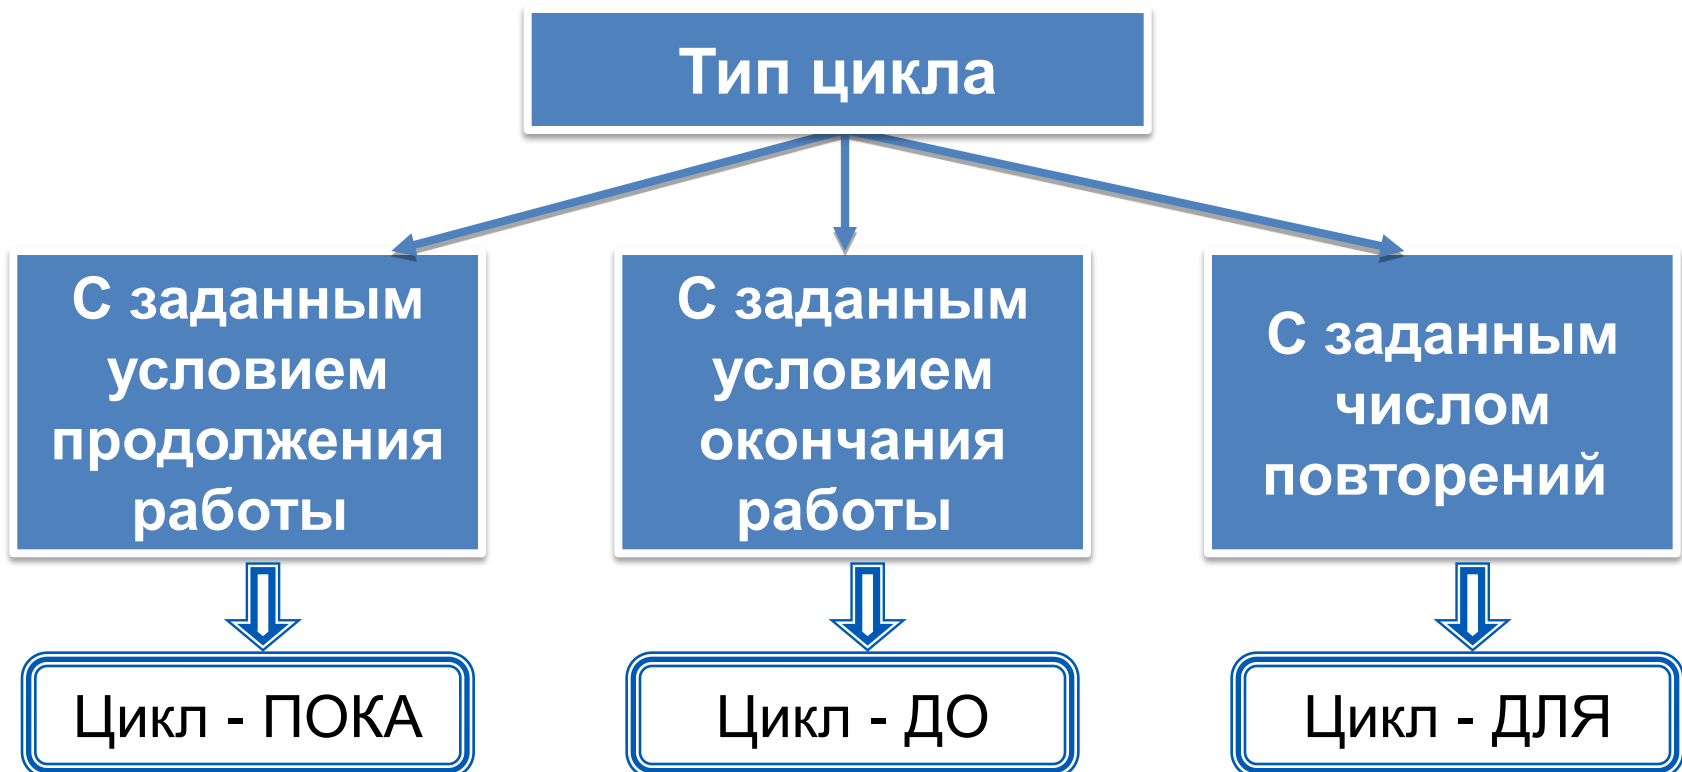 Тип цикла
С заданным
условием
продолжения
работы
С заданным
условием
окончания
работы
С заданным
числом
повторений
Цикл - ПОКА
Цикл - ДО
Цикл - ДЛЯ